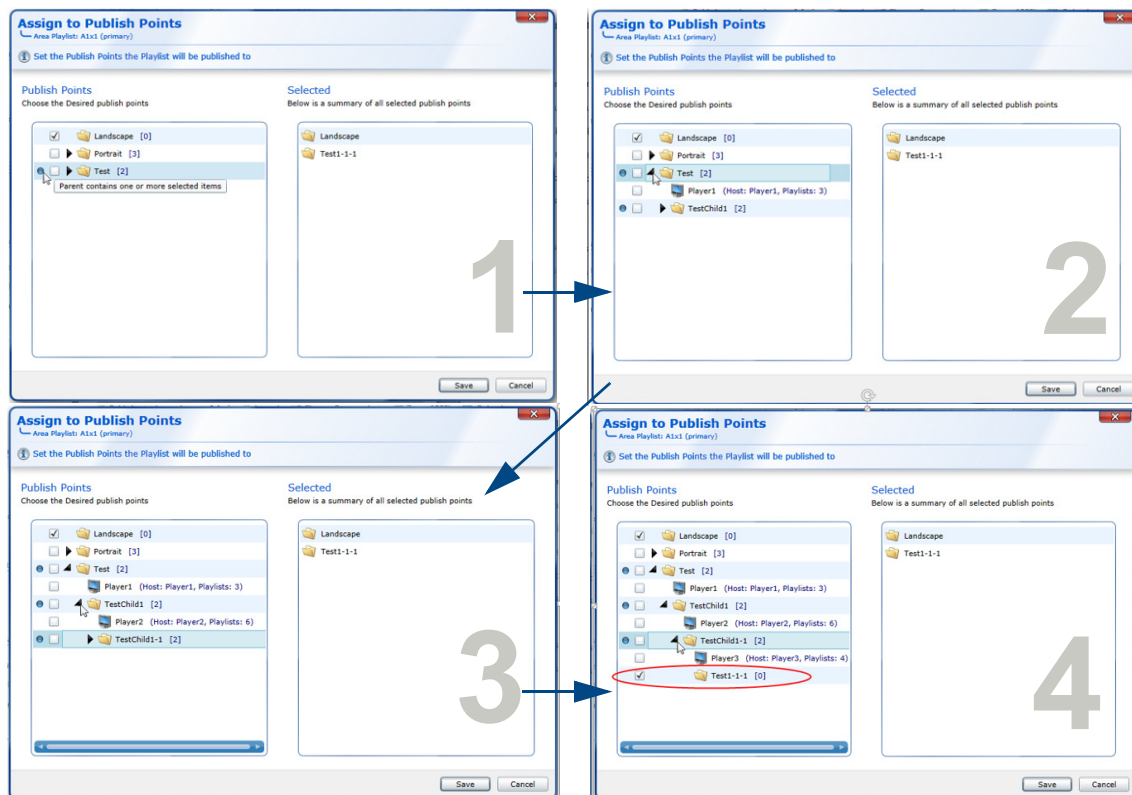 Assign to Publish Points
Area Playlist: A1x1 (primary)
Set the Publish Points the Playlist will be published to
Publish Points
Choose the Desired publish points
Selected
Below is a summary of all selected publish points
Landscape [0]
Portrait [3]
Test [2]
Parent contains one or more selected items
Landscape
Test1-1-1
1
Save
Cancel
Assign to Publish Points
Area Playlist: A1x1 (primary)
Set the Publish Points the Playlist will be published to
Publish Points
Choose the Desired publish points
Selected
Below is a summary of all selected publish points
Landscape [0]
Portrait [3]
Test [2]
Player1 (Host: Player1, Playlists: 3)
TestChild1 [2]
Landscape
Test1-1-1
2
Save
Cancel
Assign to Publish Points
Area Playlist: A1x1 (primary)
Set the Publish Points the Playlist will be published to
Publish Points
Choose the Desired publish points
Selected
Below is a summary of all selected publish points
Landscape [0]
Portrait [3]
Test [2]
Player1 (Host: Player1, Playlists: 3)
TestChild1 [2]
Player2 (Host: Player2, Playlists: 6)
TestChild1-1 [2]
Landscape
Test1-1-1
3
Save
Cancel
Assign to Publish Points
Area Playlist: A1x1 (primary)
Set the Publish Points the Playlist will be published to
Publish Points
Choose the Desired publish points
Selected
Below is a summary of all selected publish points
Landscape [0]
Portrait [3]
Test [2]
Player1 (Host: Player1, Playlists: 3)
TestChild1 [2]
Player2 (Host: Player2, Playlists: 6)
TestChild1-1 [2]
Player3 (Host: Player3, Playlists: 4)
Test1-1-1 [0]
Landscape
Test1-1-1
4
Save
Cancel